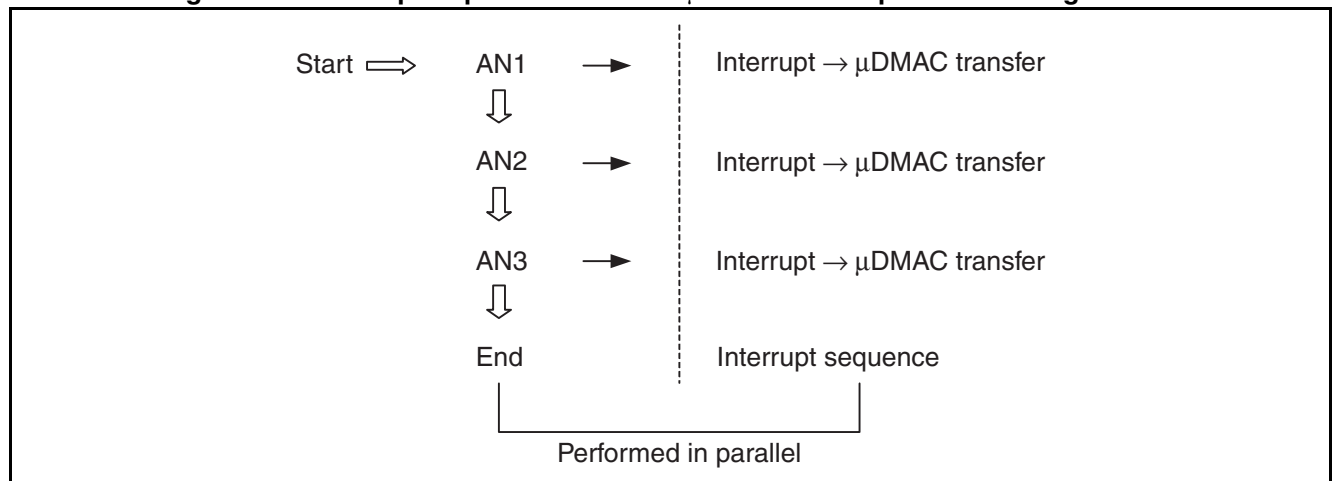 Start ⇨ AN1 → Interrupt → μDMAC transfer
AN2 → Interrupt → μDMAC transfer
AN3 → Interrupt → μDMAC transfer
End Interrupt sequence
Performed in parallel